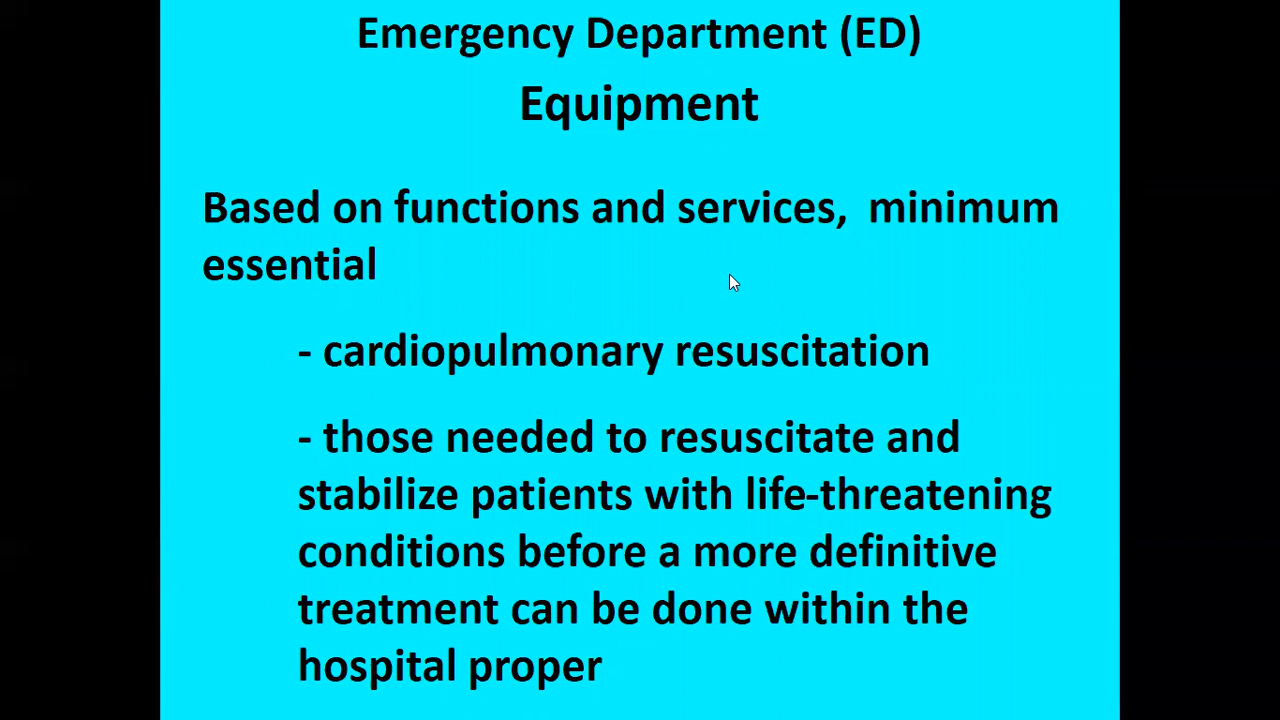 Emergency Department (ED)
Equipment
Based on functions and services,  minimum
essential
- cardiopulmonary resuscitation
- those needed to resuscitate and
stabilize patients with life-threatening
conditions before a more definitive
treatment can be done within the
hospital proper